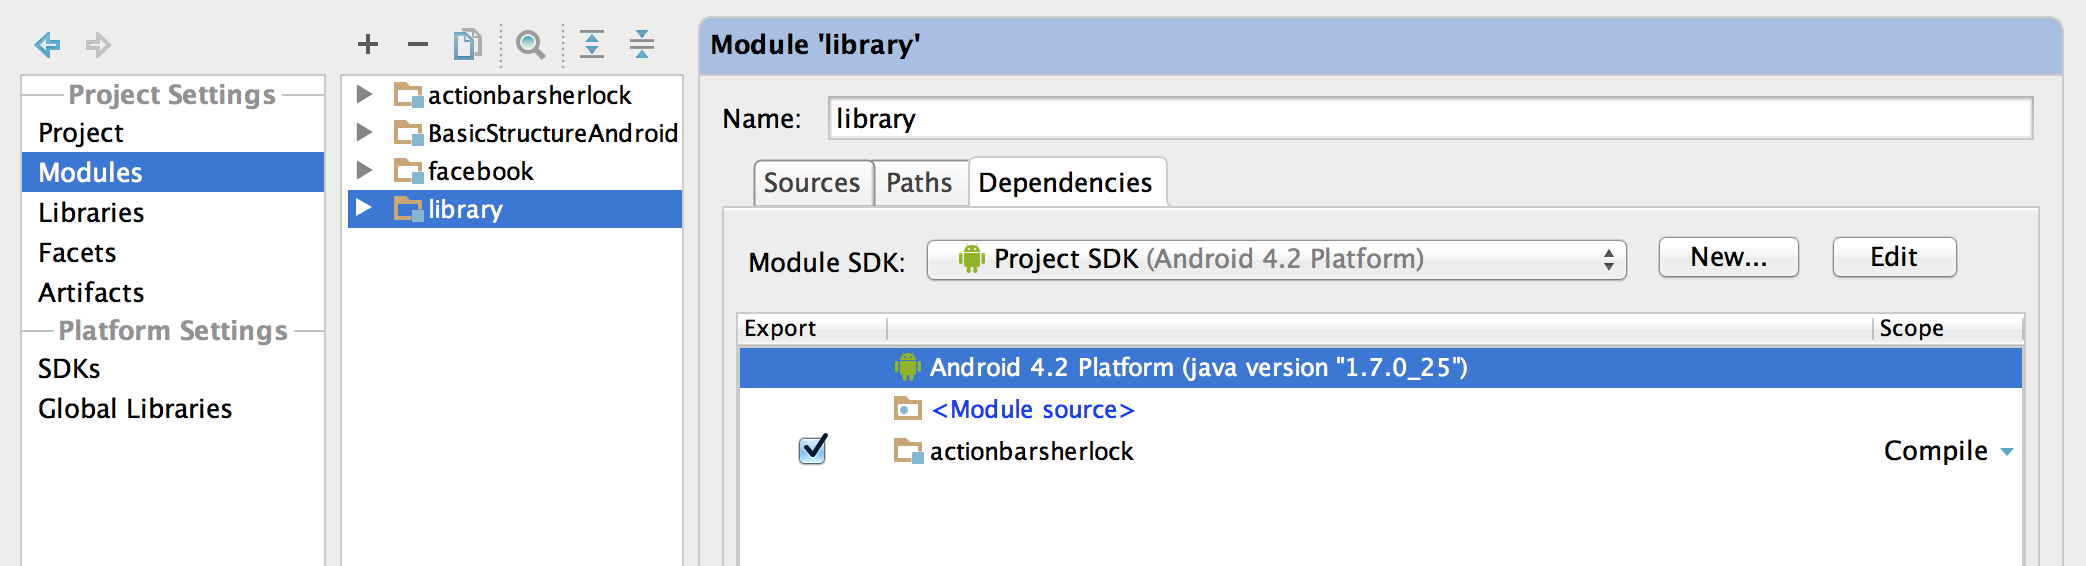 Project Settings
Project
Modules
Libraries
Facets
Artifacts
Platform Settings
SDKs
Global Libraries
actionbarsherlock
BasicStructureAndroid
facebook
library
Module 'library'
Name: library
Sources Paths Dependencies
Module SDK: Project SDK (Android 4.2 Platform) New... Edit
Export Scope
Android 4.2 Platform (java version "1.7.0_25")
<Module source>
actionbarsherlock Compile